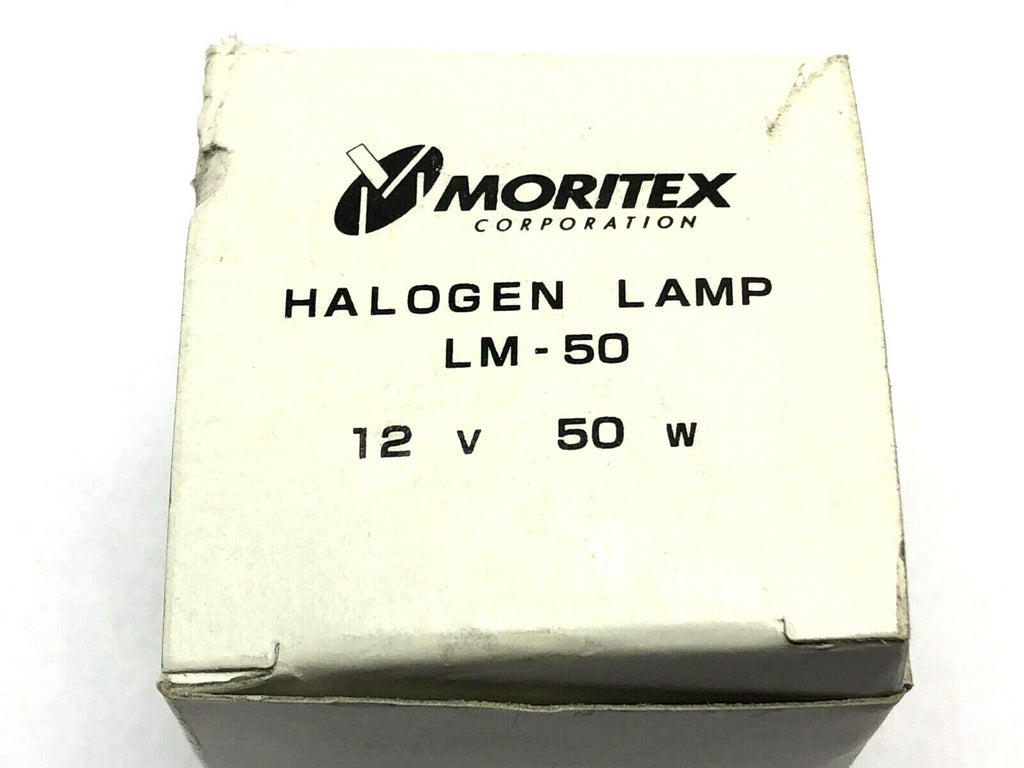 MORITEX
CORPORATION
HALOGEN LAMP
LM-50
12 V 50 W